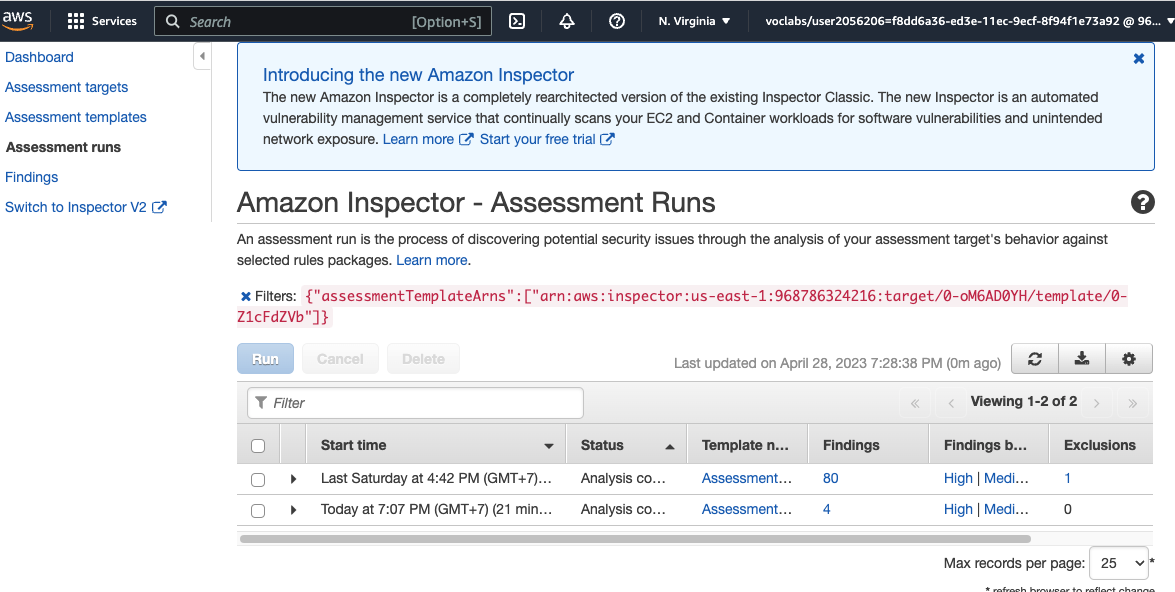 aws Services Search [Option+S] N. Virginia voclabs/user2056206=f8dd6a36-ed3e-11ec-9ecf-8f94f1e73a92 @ 96...
Dashboard
Assessment targets
Assessment templates
Assessment runs
Findings
Switch to Inspector V2
Introducing the new Amazon Inspector
The new Amazon Inspector is a completely rearchitected version of the existing Inspector Classic. The new Inspector is an automated
vulnerability management service that continually scans your EC2 and Container workloads for software vulnerabilities and unintended
network exposure. Learn more Start your free trial
Amazon Inspector - Assessment Runs
An assessment run is the process of discovering potential security issues through the analysis of your assessment target's behavior against
selected rules packages. Learn more.
Filters: {"assessmentTemplateArns":["arn:aws:inspector:us-east-1:968786324216:target/0-oM6AD0YH/template/0-
Z1cFdZVb"]}
Run Cancel Delete Last updated on April 28, 2023 7:28:38 PM (0m ago)
Filter « < Viewing 1-2 of 2 > »
Start time Status Template n... Findings Findings b... Exclusions
Last Saturday at 4:42 PM (GMT+7)... Analysis co... Assessment... 80 High | Medi... 1
Today at 7:07 PM (GMT+7) (21 min... Analysis co... Assessment... 4 High | Medi... 0
Max records per page: 25 *
* refresh browser to reflect change